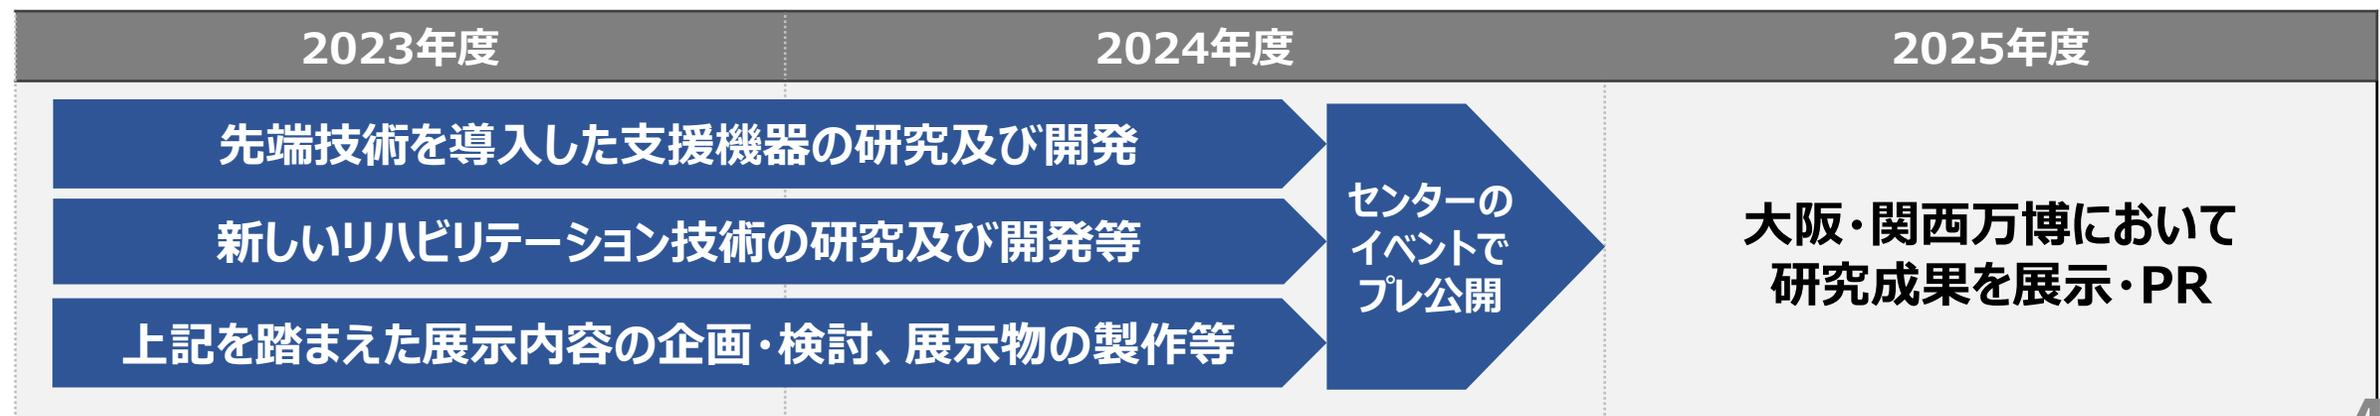 2023年度
2024年度
2025年度
先端技術を導入した支援機器の研究及び開発
新しいリハビリテーション技術の研究及び開発等
上記を踏まえた展示内容の企画・検討、展示物の製作等
センターの
イベントで
プレ公開
大阪・関西万博において
研究成果を展示・PR